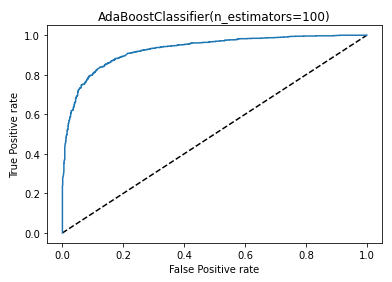 AdaBoostClassifier(n_estimators=100)
1.0
0.8
0.6
0.4
0.2
0.0
True Positive rate
0.0 0.2 0.4 0.6 0.8 1.0
False Positive rate